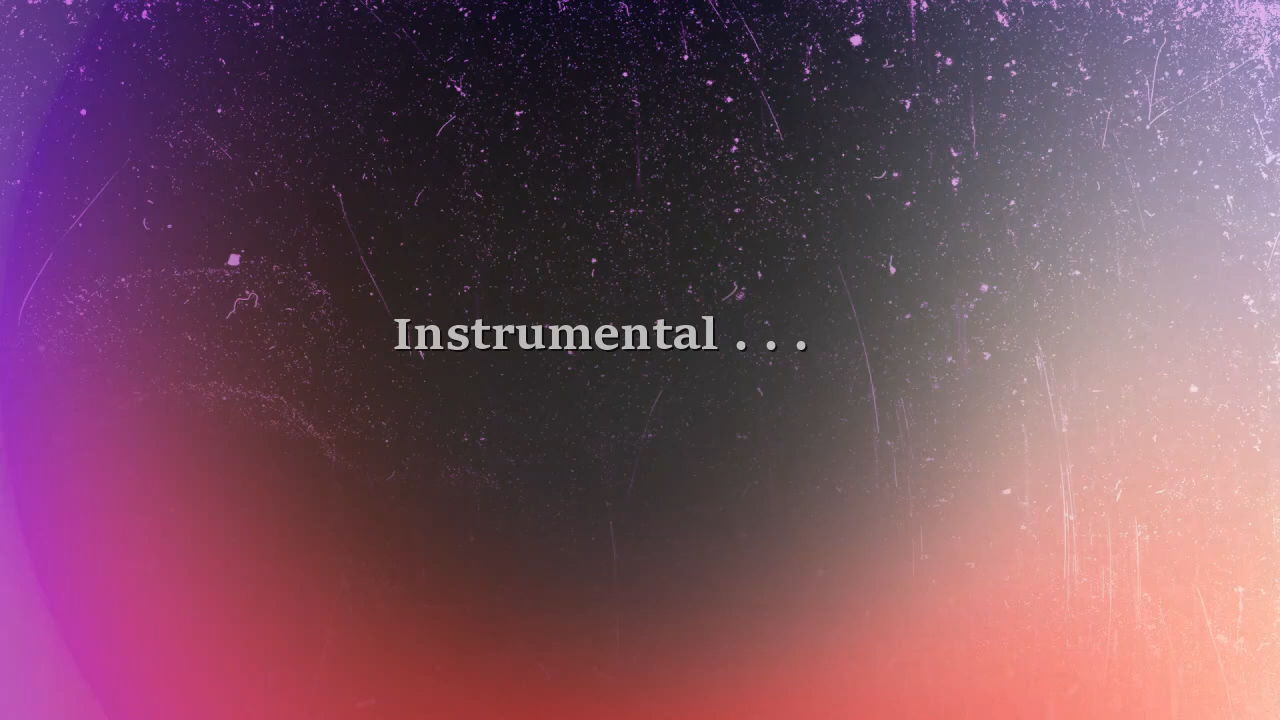 Instrumental . . .